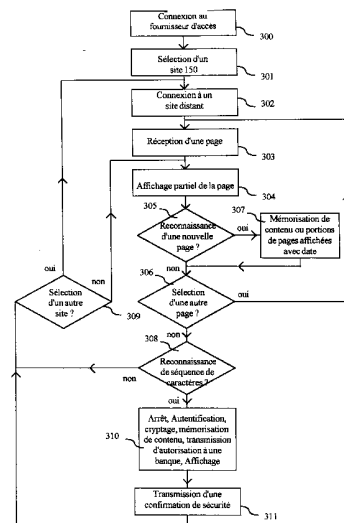 Connexion au
fournisseur d'accès
300
Sélection d'un
site 150
301
Connexion à un
site distant
302
Réception d'une page
303
Affichage partiel de la page
304
305
Reconnaissance
d'une nouvelle
page ?
oui
307
Mémorisation de
contenu ou portions
de pages affichées
avec date
non
306
Sélection
d'une autre
page ?
oui
oui
non
Sélection
d'un autre
site ?
309
non
308
Reconnaissance
de séquence de
caractères ?
non
oui
310
Arrêt, Autentification,
cryptage, mémorisation
de contenu, transmission
d'autorisation à une
banque, Affichage
Transmission d'une
confirmation de sécurité
311